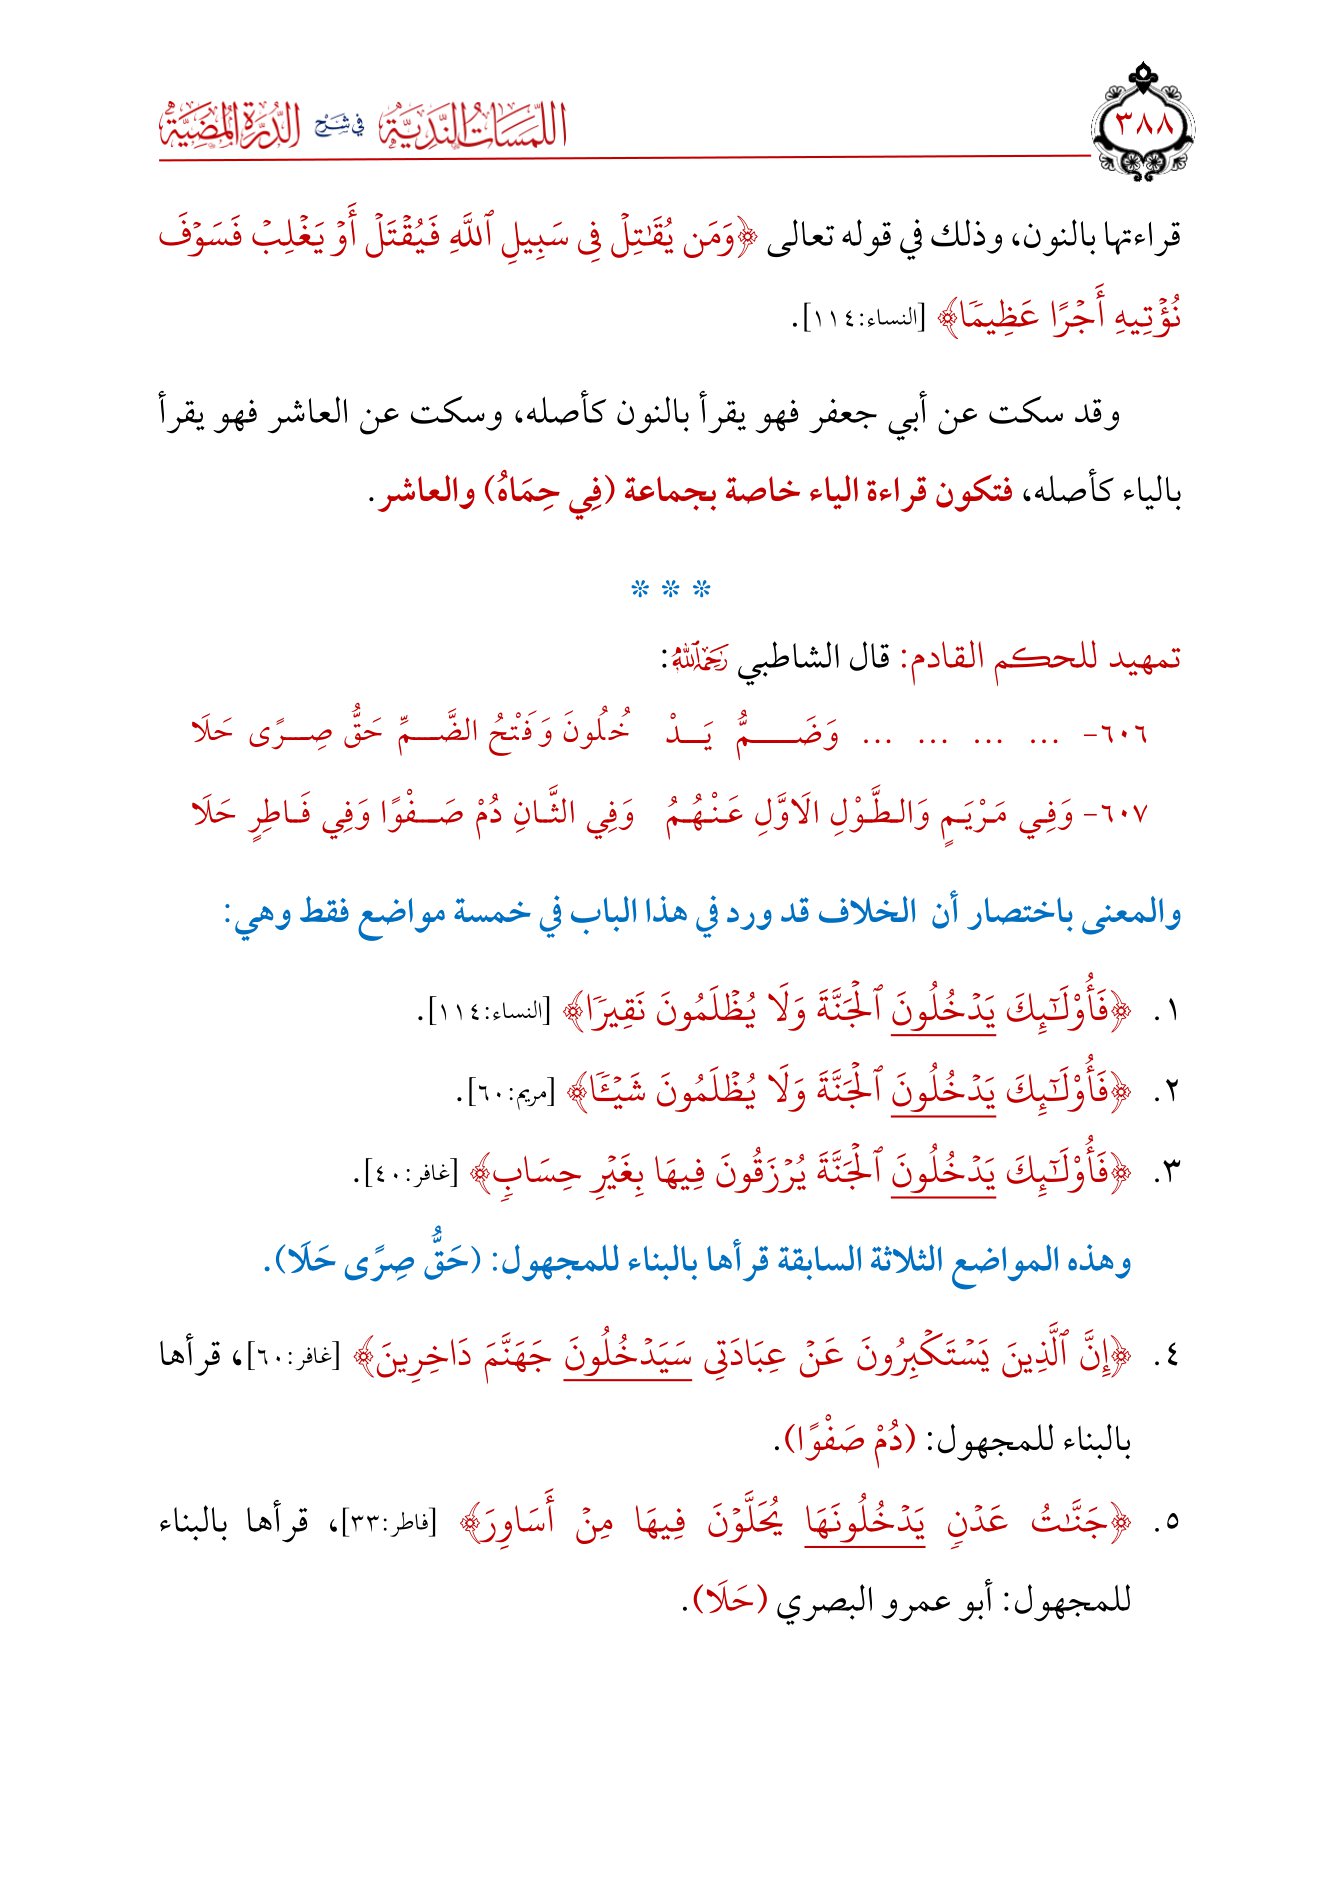 ٣٨٨
اللمسات الندية في شرح الدرة المضية
قراءتها بالنون، وذلك في قوله تعالى ﴿وَمَن يُقَٰتِلۡ فِي سَبِيلِ ٱللَّهِ فَيُقۡتَلۡ أَوۡ يَغۡلِبۡ فَسَوۡفَ
نُؤۡتِيهِ أَجۡرًا عَظِيمٗا﴾ [النساء:١١٤].
وقد سكت عن أبي جعفر فهو يقرأ بالنون كأصله، وسكت عن العاشر فهو يقرأ
بالياء كأصله، فتكون قراءة الياء خاصة بجماعة (فِي حِمَاهُ) والعاشر.
* * *
تمهيد للحكم القادم: قال الشاطبي رَحِمَهُ ٱللَّهُ:
٦٠٦- ... ... ... ... وَضَـــمُّ يَــدْ خُلُونَ وَفَتْحُ الضَّــمِّ حَقُّ صِــرًى حَلَا
٦٠٧- وَفِي مَرْيَمٍ وَالطَّوْلِ الَاوَّلِ عَنْهُمُ وَفِي الثَّانِ دُمْ صَــفْوًا وَفِي فَاطِرٍ حَلَا
والمعنى باختصار أن الخلاف قد ورد في هذا الباب في خمسة مواضع فقط وهي:
١. ﴿فَأُوْلَٰٓئِكَ يَدۡخُلُونَ ٱلۡجَنَّةَ وَلَا يُظۡلَمُونَ نَقِيرٗا﴾ [النساء:١١٤].
٢. ﴿فَأُوْلَٰٓئِكَ يَدۡخُلُونَ ٱلۡجَنَّةَ وَلَا يُظۡلَمُونَ شَيۡـٔٗا﴾ [مريم:٦٠].
٣. ﴿فَأُوْلَٰٓئِكَ يَدۡخُلُونَ ٱلۡجَنَّةَ يُرۡزَقُونَ فِيهَا بِغَيۡرِ حِسَابٖ﴾ [غافر:٤٠].
وهذه المواضع الثلاثة السابقة قرأها بالبناء للمجهول: (حَقُّ صِرًى حَلَا).
٤. ﴿إِنَّ ٱلَّذِينَ يَسۡتَكۡبِرُونَ عَنۡ عِبَادَتِي سَيَدۡخُلُونَ جَهَنَّمَ دَاخِرِينَ﴾ [غافر:٦٠]، قرأها
بالبناء للمجهول: (دُمْ صَفْوًا).
٥. ﴿جَنَّٰتُ عَدۡنٖ يَدۡخُلُونَهَا يُحَلَّوۡنَ فِيهَا مِنۡ أَسَاوِرَ﴾ [فاطر:٣٣]، قرأها بالبناء
للمجهول: أبو عمرو البصري (حَلَا).